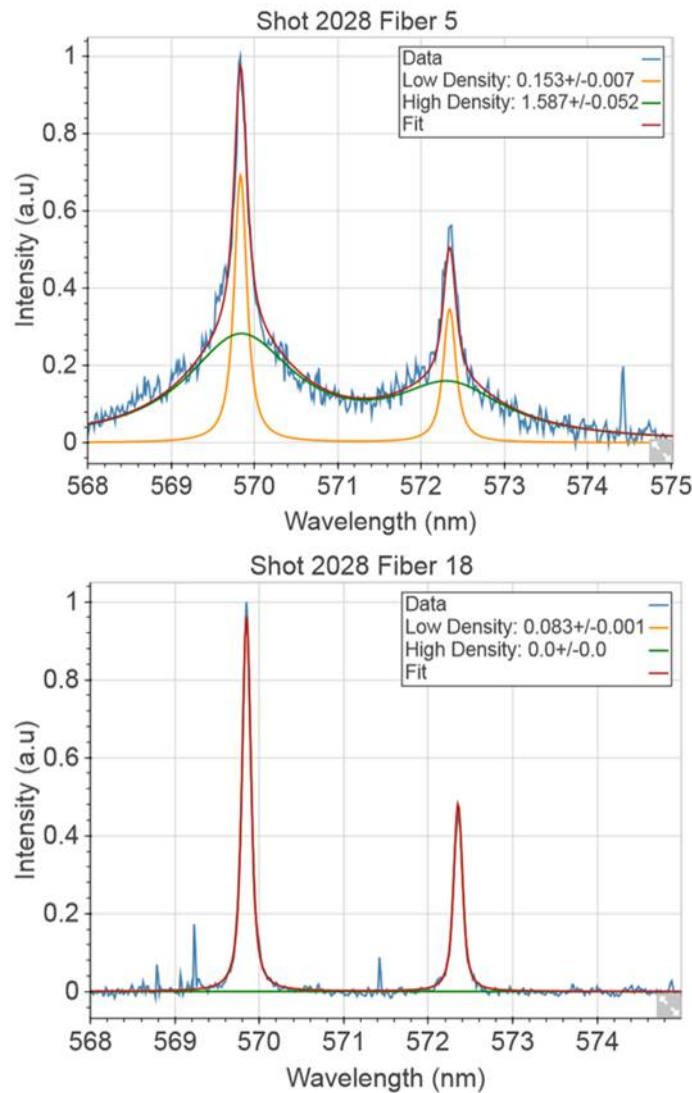 Shot 2028 Fiber 5
Data
Low Density: 0.153+/-0.007
High Density: 1.587+/-0.052
Fit
Intensity (a.u)
1
0.8
0.6
0.4
0.2
0
568 569 570 571 572 573 574 575
Wavelength (nm)
Shot 2028 Fiber 18
Data
Low Density: 0.083+/-0.001
High Density: 0.0+/-0.0
Fit
Intensity (a.u)
1
0.8
0.6
0.4
0.2
0
568 569 570 571 572 573 574
Wavelength (nm)